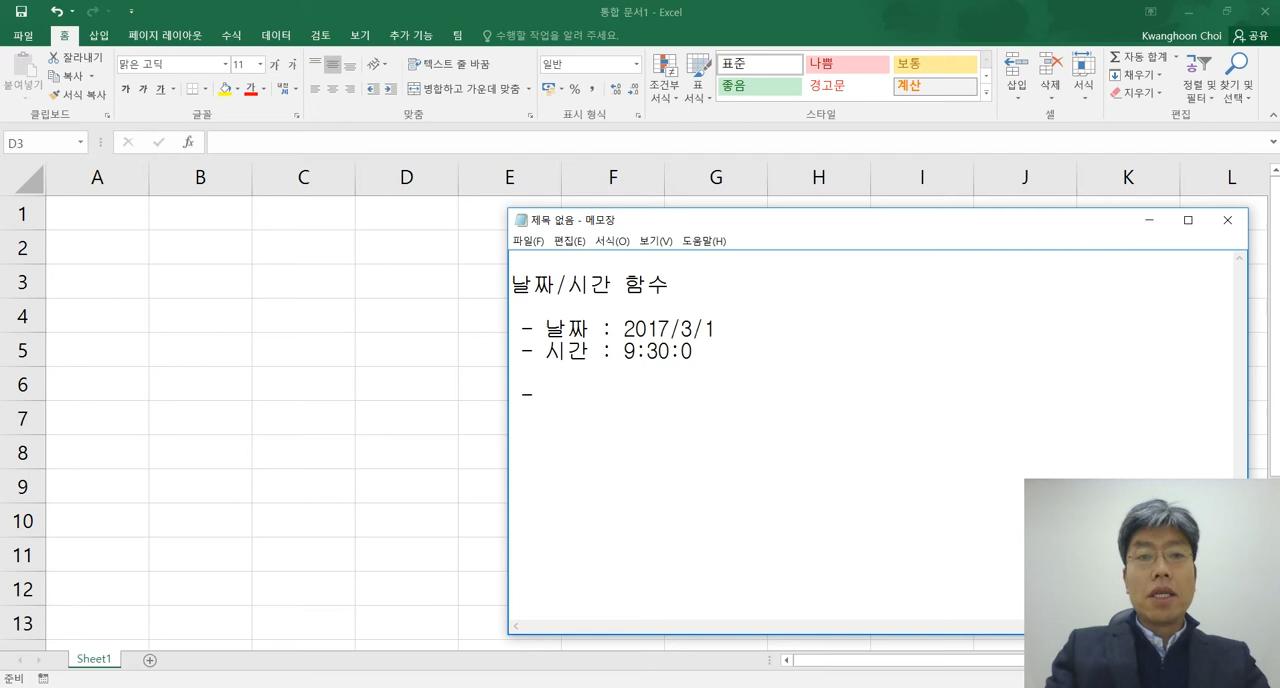 통합 문서1 - Excel
파일 홈 삽입 페이지 레이아웃 수식 데이터 검토 보기 추가 기능 팀 수행할 작업을 알려 주세요. Kwanghoon Choi 공유
붙여넣기 잘라내기 맑은 고딕 11 가 가 텍스트 줄 바꿈 일반 조건부 서식 표 서식 표준 나쁨 보통 삽입 삭제 서식 자동 합계 정렬 및 필터 찾기 및 선택
복사 채우기
서식 복사 가 가 가 가 병합하고 가운데 맞춤 % , 좋음 경고문 계산 지우기
클립보드 글꼴 맞춤 표시 형식 스타일 셀 편집
D3 fx
A B C D E F G H I J K L
1
2
3
4
5
6
7
8
9
10
11
12
13
제목 없음 - 메모장
파일(F) 편집(E) 서식(O) 보기(V) 도움말(H)
날짜/시간 함수
- 날짜 : 2017/3/1
- 시간 : 9:30:0
-
Sheet1
준비